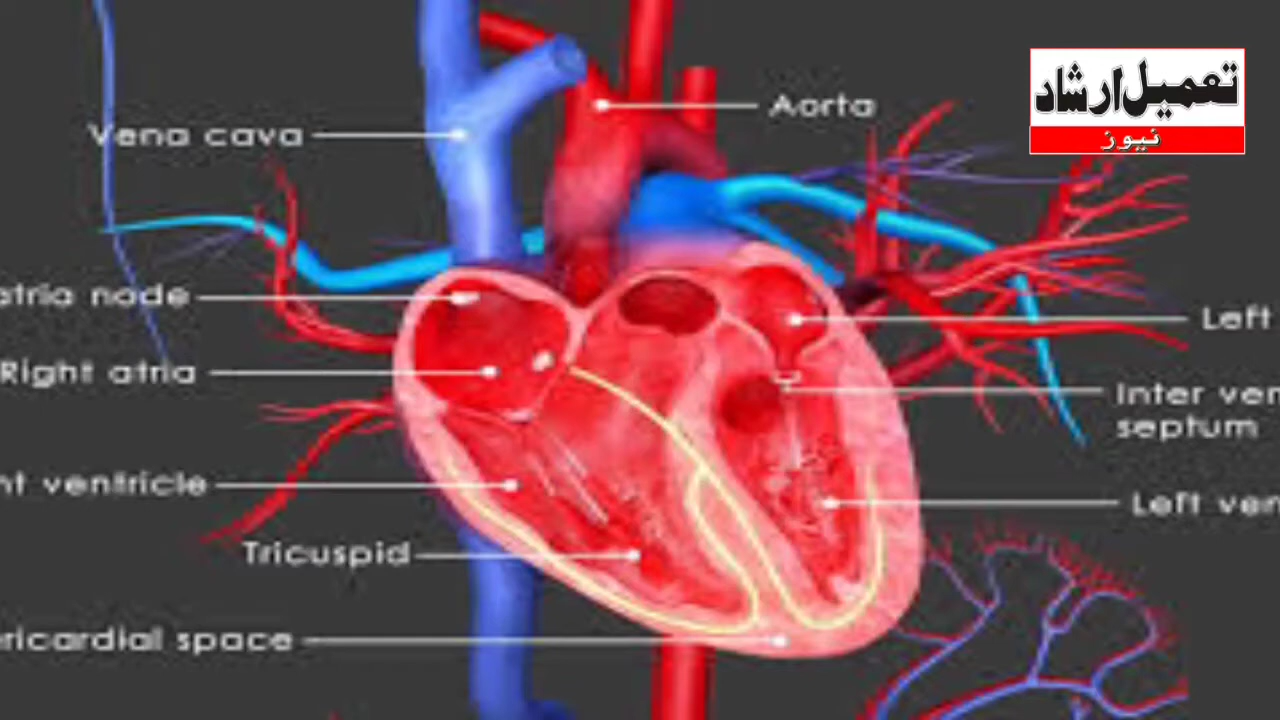 تعمیل ارشاد
نیوز
Aorta
Vena cava
atria node
Left
Right atria
Inter ven
septum
nt ventricle
Left ven
Tricuspid
ericardial space